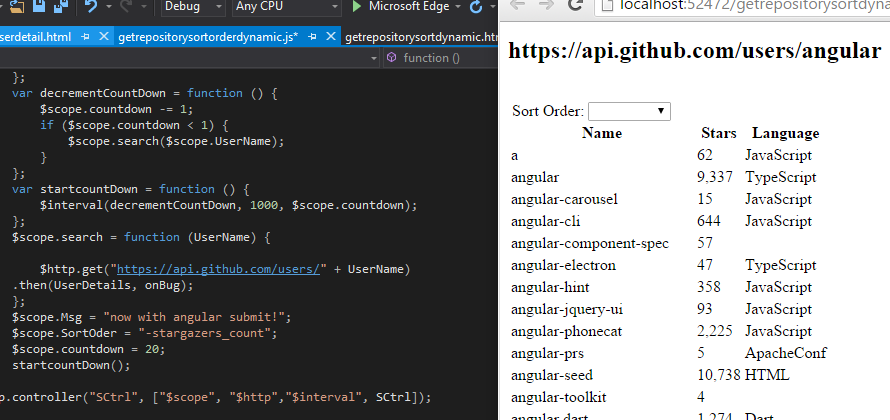 Debug Any CPU Microsoft Edge
serdetail.html getrepositorysortorderdynamic.js* getrepositorysortdynamic.htm
function ()
};
var decrementCountDown = function () {
$scope.countdown -= 1;
if ($scope.countdown < 1) {
$scope.search($scope.UserName);
}
};
var startcountDown = function () {
$interval(decrementCountDown, 1000, $scope.countdown);
};
$scope.search = function (UserName) {
$http.get("https://api.github.com/users/" + UserName)
.then(UserDetails, onBug);
};
$scope.Msg = "now with angular submit!";
$scope.SortOder = "-stargazers_count";
$scope.countdown = 20;
startcountDown();
p.controller("SCtrl", ["$scope", "$http","$interval", SCtrl]);
localhost:52472/getrepositorysortdyna
https://api.github.com/users/angular
Sort Order:
Name Stars Language
a 62 JavaScript
angular 9,337 TypeScript
angular-carousel 15 JavaScript
angular-cli 644 JavaScript
angular-component-spec 57
angular-electron 47 TypeScript
angular-hint 358 JavaScript
angular-jquery-ui 93 JavaScript
angular-phonecat 2,225 JavaScript
angular-prs 5 ApacheConf
angular-seed 10,738 HTML
angular-toolkit 4
angular.dart 1,274 Dart